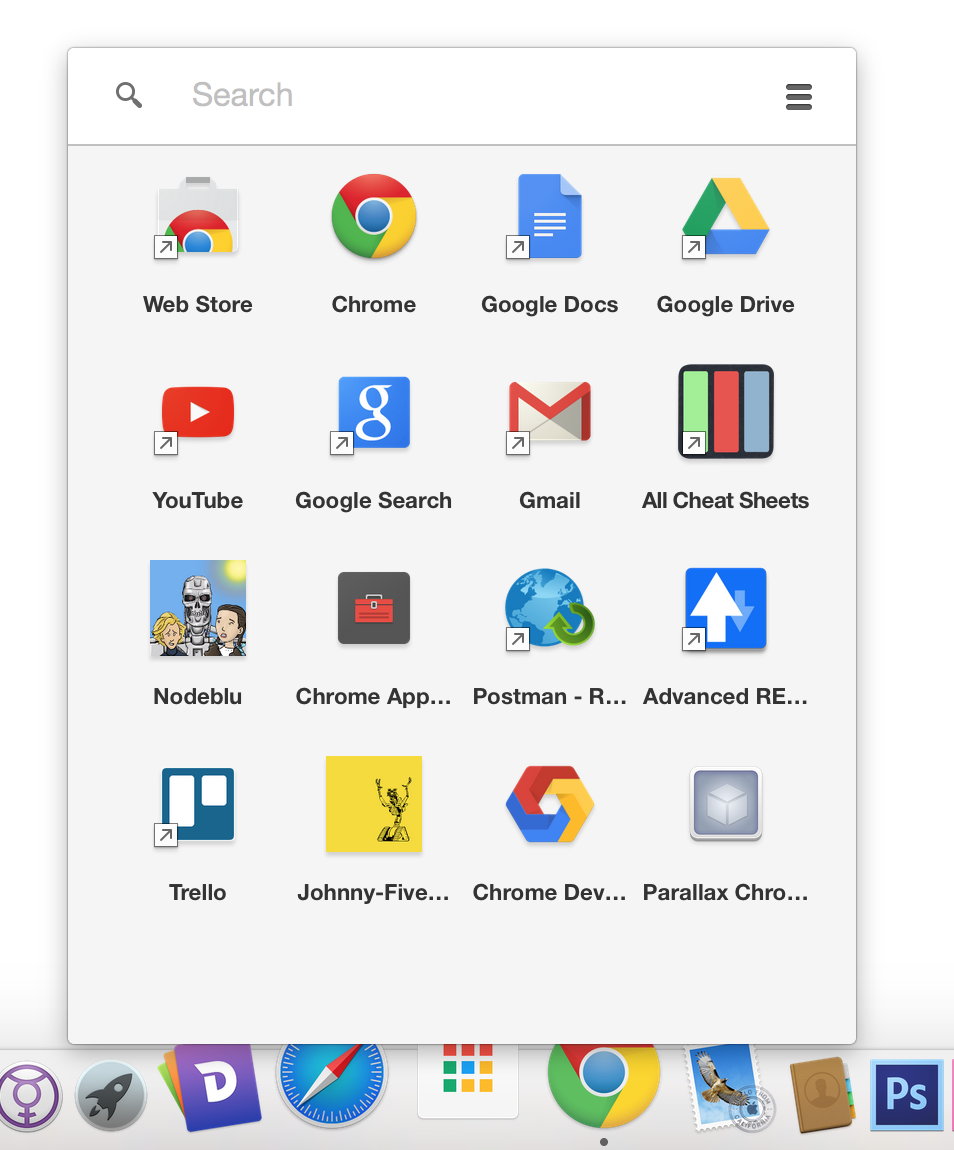 Search
Web Store
Chrome
Google Docs
Google Drive
YouTube
Google Search
Gmail
All Cheat Sheets
Nodeblu
Chrome App...
Postman - R...
Advanced RE...
Trello
Johnny-Five...
Chrome Dev...
Parallax Chro...
g
D
Ps